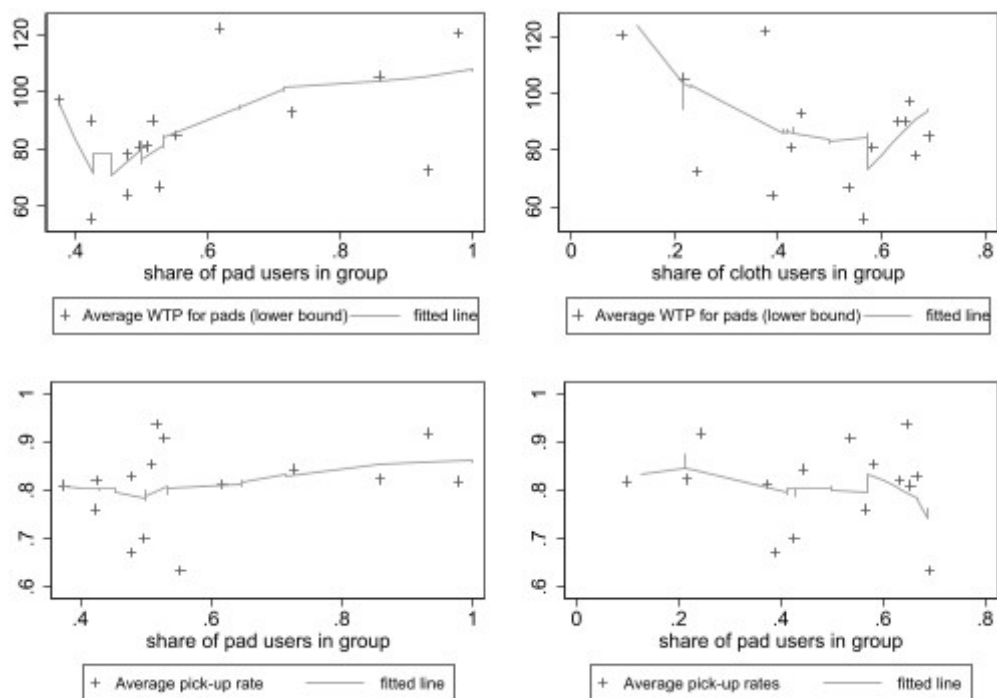 120
100
80
60
.4 .6 .8 1
share of pad users in group
+ Average WTP for pads (lower bound) fitted line
120
100
80
60
0 .2 .4 .6 .8
share of cloth users in group
+ Average WTP for pads (lower bound) fitted line
1
.9
.8
.7
.6
.4 .6 .8 1
share of pad users in group
+ Average pick-up rate fitted line
1
.9
.8
.7
.6
0 .2 .4 .6 .8
share of pad users in group
+ Average pick-up rates fitted line